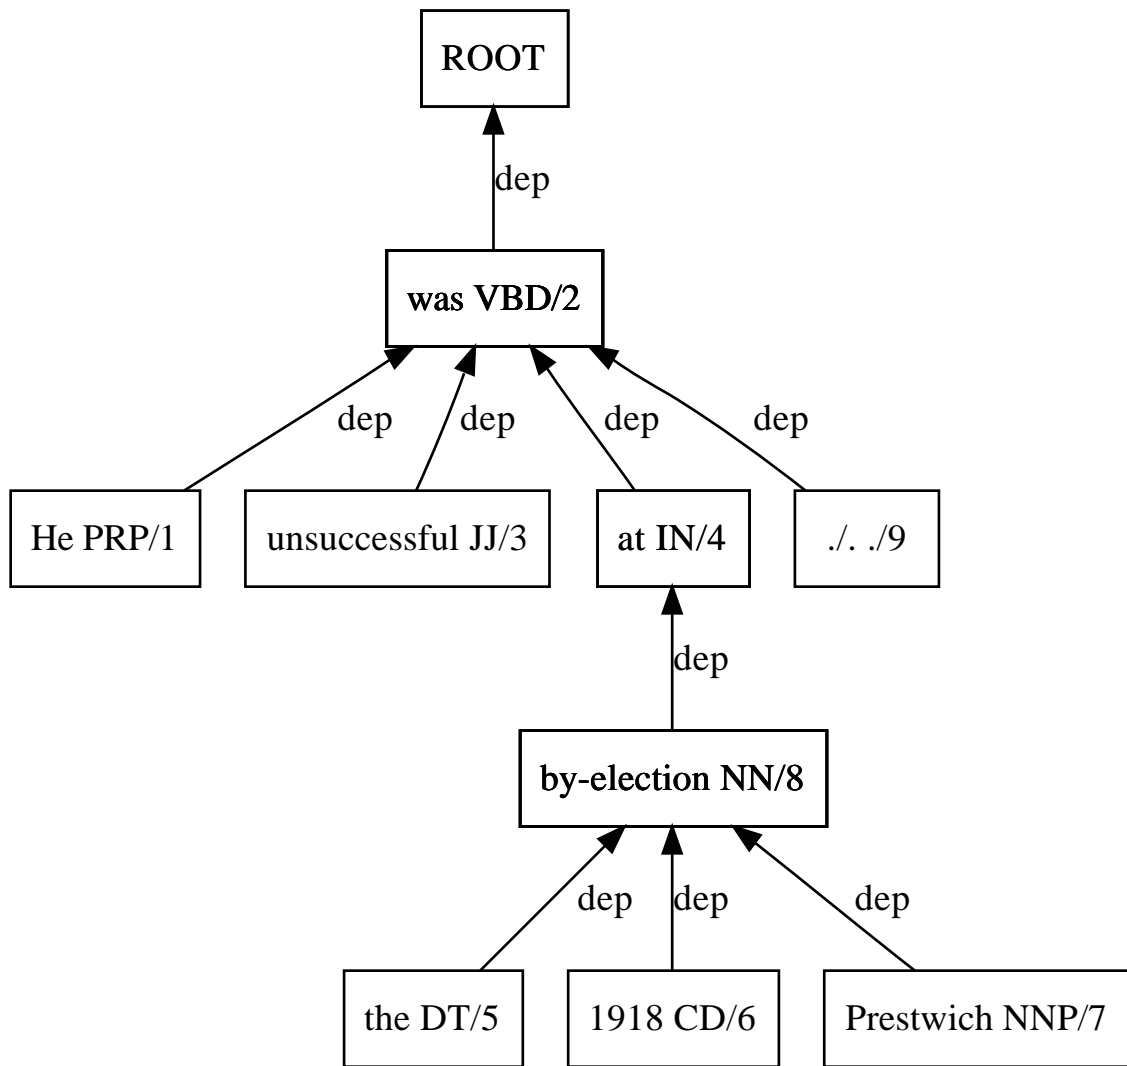 ROOT
dep
was VBD/2
dep dep dep dep
He PRP/1 unsuccessful JJ/3 at IN/4 ./. ./9
dep
by-election NN/8
dep dep dep
the DT/5 1918 CD/6 Prestwich NNP/7